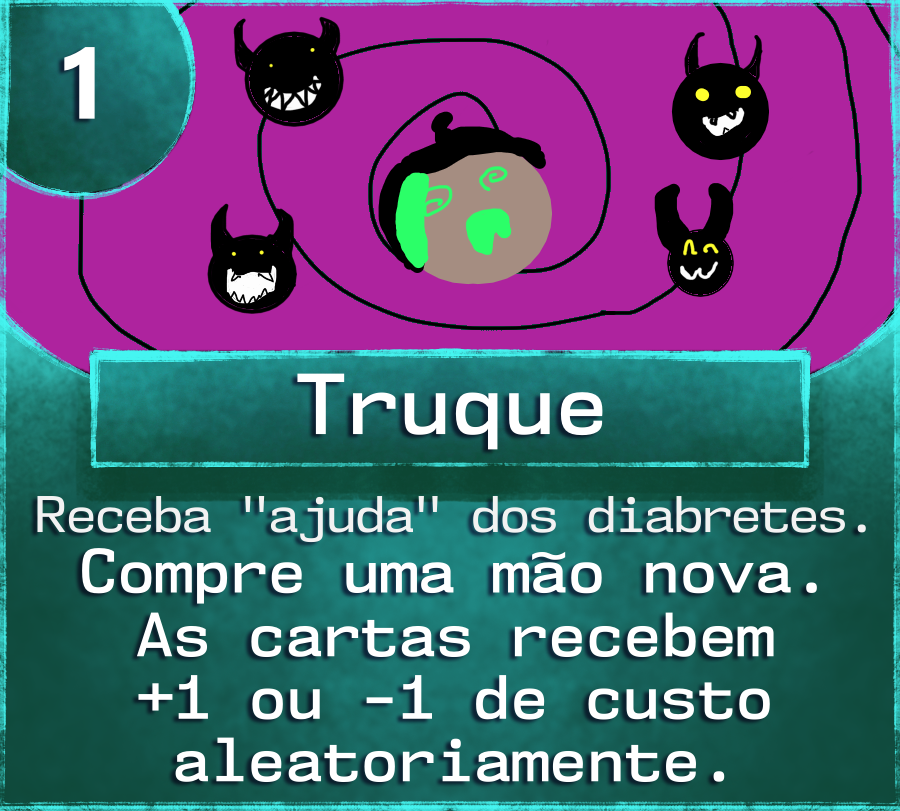 1
Truque
Receba "ajuda" dos diabretes.
Compre uma mão nova.
As cartas recebem
+1 ou -1 de custo
aleatoriamente.